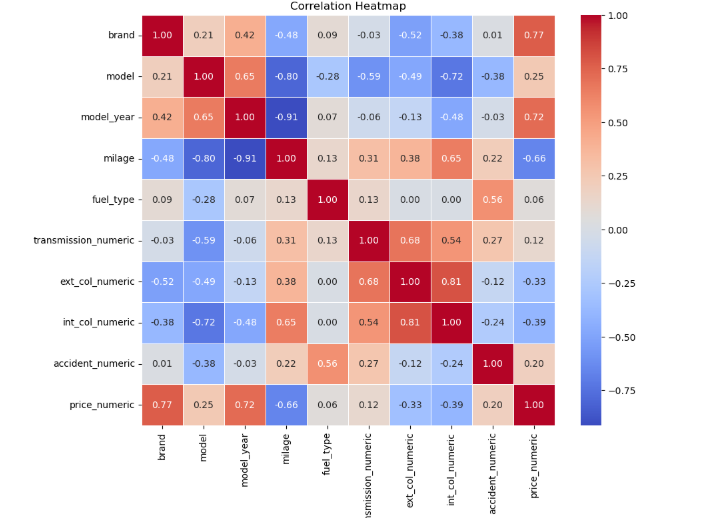 Correlation Heatmap
brand 1.00 0.21 0.42 -0.48 0.09 -0.03 -0.52 -0.38 0.01 0.77
model 0.21 1.00 0.65 -0.80 -0.28 -0.59 -0.49 -0.72 -0.38 0.25
model_year 0.42 0.65 1.00 -0.91 0.07 -0.06 -0.13 -0.48 -0.03 0.72
milage -0.48 -0.80 -0.91 1.00 0.13 0.31 0.38 0.65 0.22 -0.66
fuel_type 0.09 -0.28 0.07 0.13 1.00 0.13 0.00 0.00 0.56 0.06
transmission_numeric -0.03 -0.59 -0.06 0.31 0.13 1.00 0.68 0.54 0.27 0.12
ext_col_numeric -0.52 -0.49 -0.13 0.38 0.00 0.68 1.00 0.81 -0.12 -0.33
int_col_numeric -0.38 -0.72 -0.48 0.65 0.00 0.54 0.81 1.00 -0.24 -0.39
accident_numeric 0.01 -0.38 -0.03 0.22 0.56 0.27 -0.12 -0.24 1.00 0.20
price_numeric 0.77 0.25 0.72 -0.66 0.06 0.12 -0.33 -0.39 0.20 1.00
brand
model
model_year
milage
fuel_type
smission_numeric
ext_col_numeric
int_col_numeric
accident_numeric
price_numeric
1.00
0.75
0.50
0.25
0.00
−0.25
−0.50
−0.75